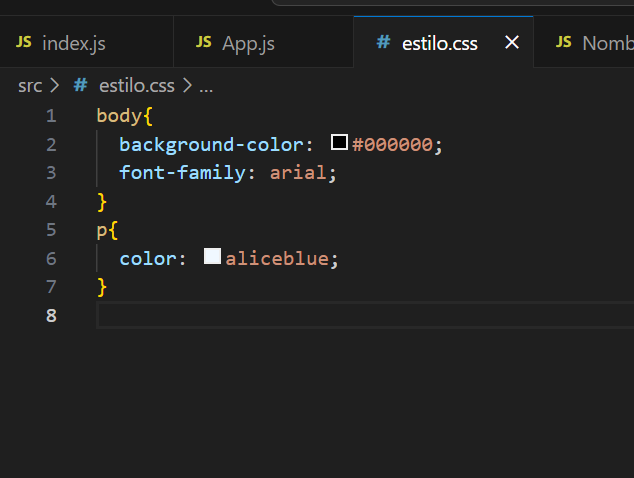 JS index.js
JS App.js
# estilo.css ×
JS Nomb
src > # estilo.css > ...
1 body{
2 background-color: #000000;
3 font-family: arial;
4 }
5 p{
6 color: aliceblue;
7 }
8